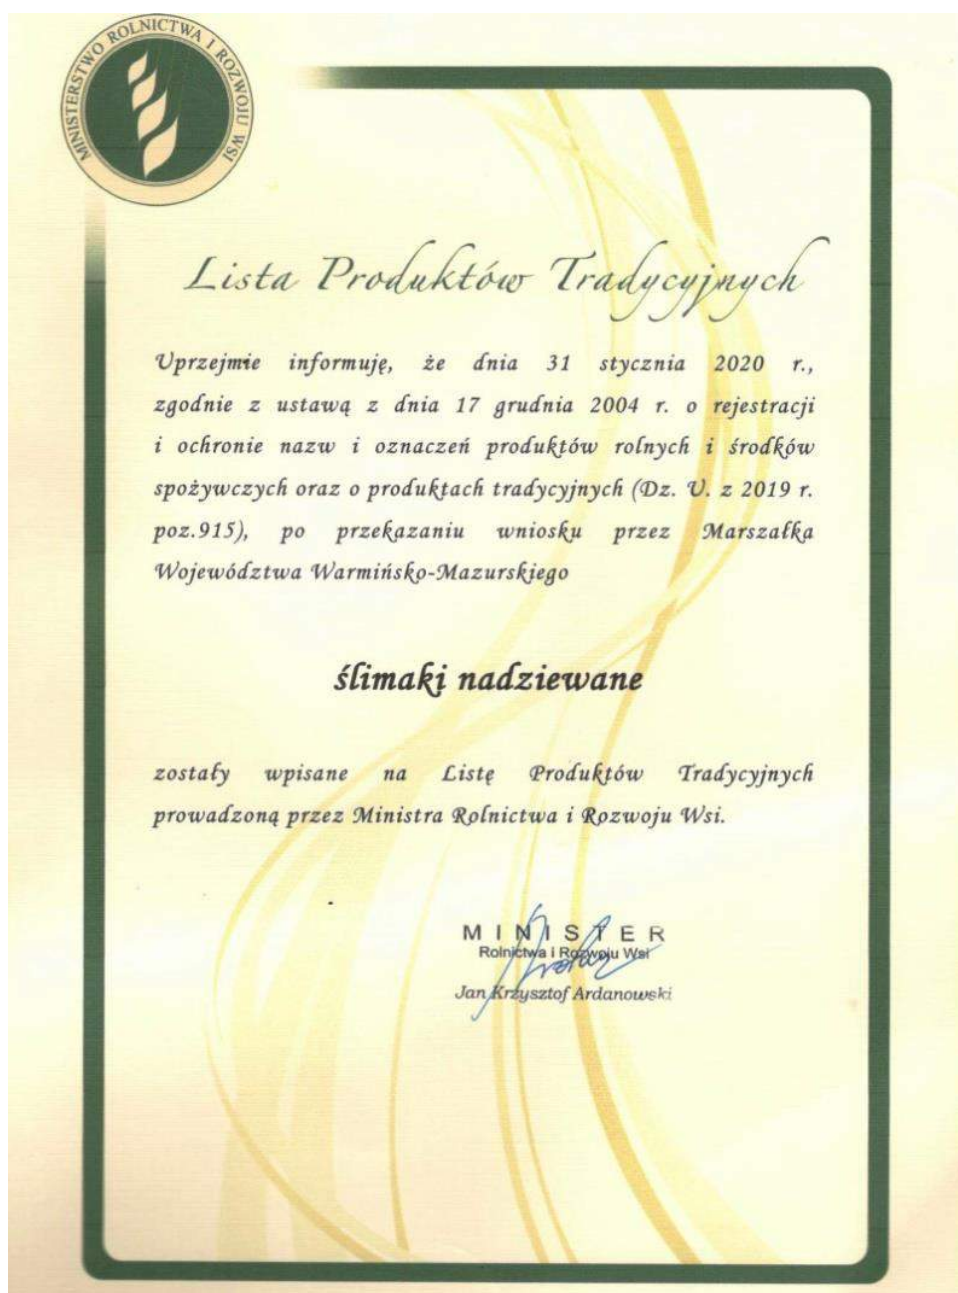 MINISTERSTWO ROLNICTWA I ROZWOJU WSI
Lista Produktów Tradycyjnych
Uprzejmie informuję, że dnia 31 stycznia 2020 r.,
zgodnie z ustawą z dnia 17 grudnia 2004 r. o rejestracji
i ochronie nazw i oznaczeń produktów rolnych i środków
spożywczych oraz o produktach tradycyjnych (Dz. U. z 2019 r.
poz.915), po przekazaniu wniosku przez Marszałka
Województwa Warmińsko-Mazurskiego
ślimaki nadziewane
zostały wpisane na Listę Produktów Tradycyjnych
prowadzoną przez Ministra Rolnictwa i Rozwoju Wsi.
MINISTER
Rolnictwa i Rozwoju Wsi
Jan Krzysztof Ardanowski